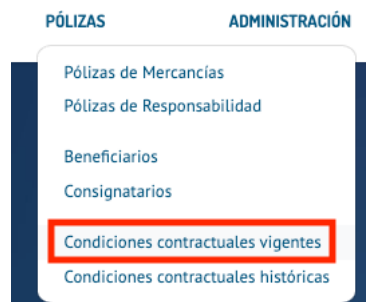 PÓLIZAS ADMINISTRACIÓN
Pólizas de Mercancías
Pólizas de Responsabilidad
Beneficiarios
Consignatarios
Condiciones contractuales vigentes
Condiciones contractuales históricas